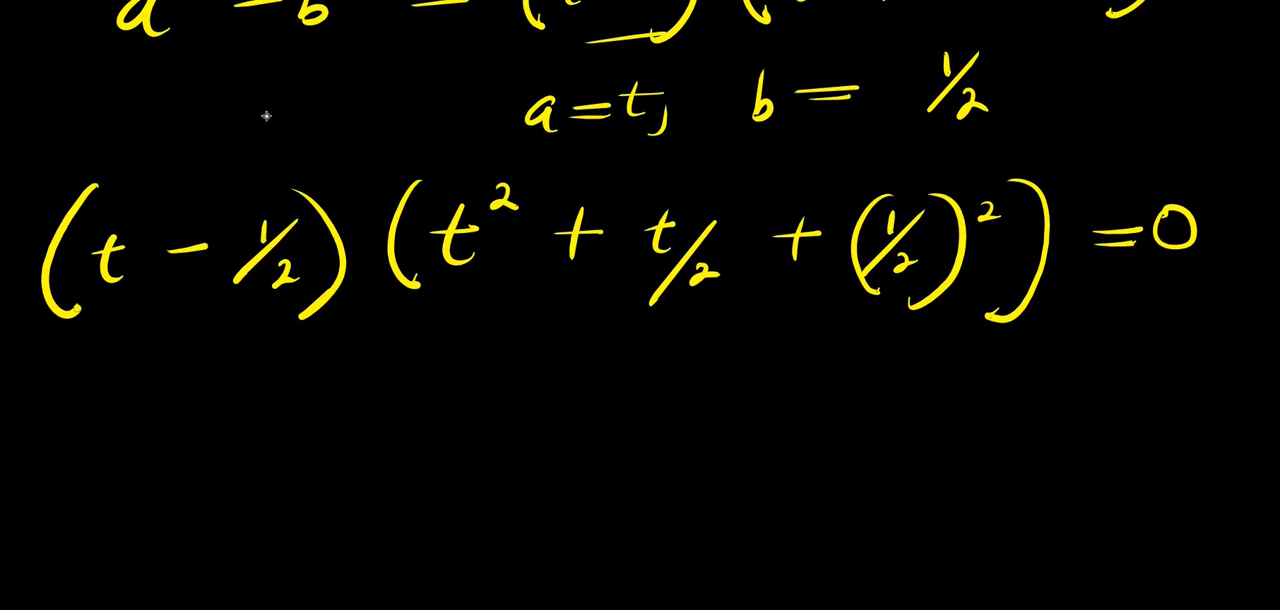 a - b = ( ) (
a = t, b = 1/2
(t - 1/2) (t² + t/2 + (1/2)²) = 0